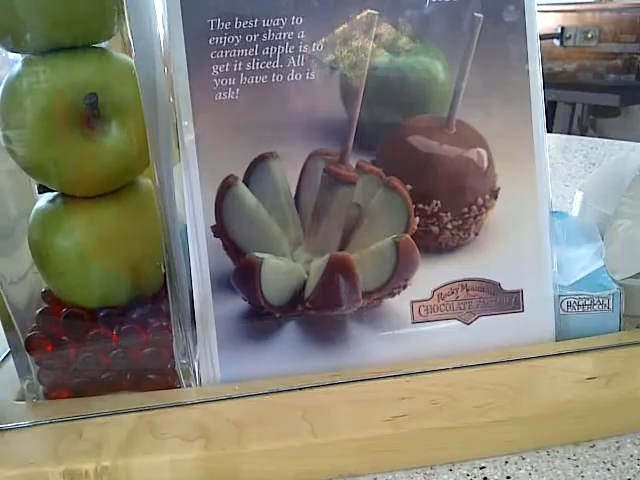 The best way to
enjoy or share a
caramel apple is to
get it sliced. All
you have to do is
ask!
Rocky Mountain
CHOCOLATE FACTORY